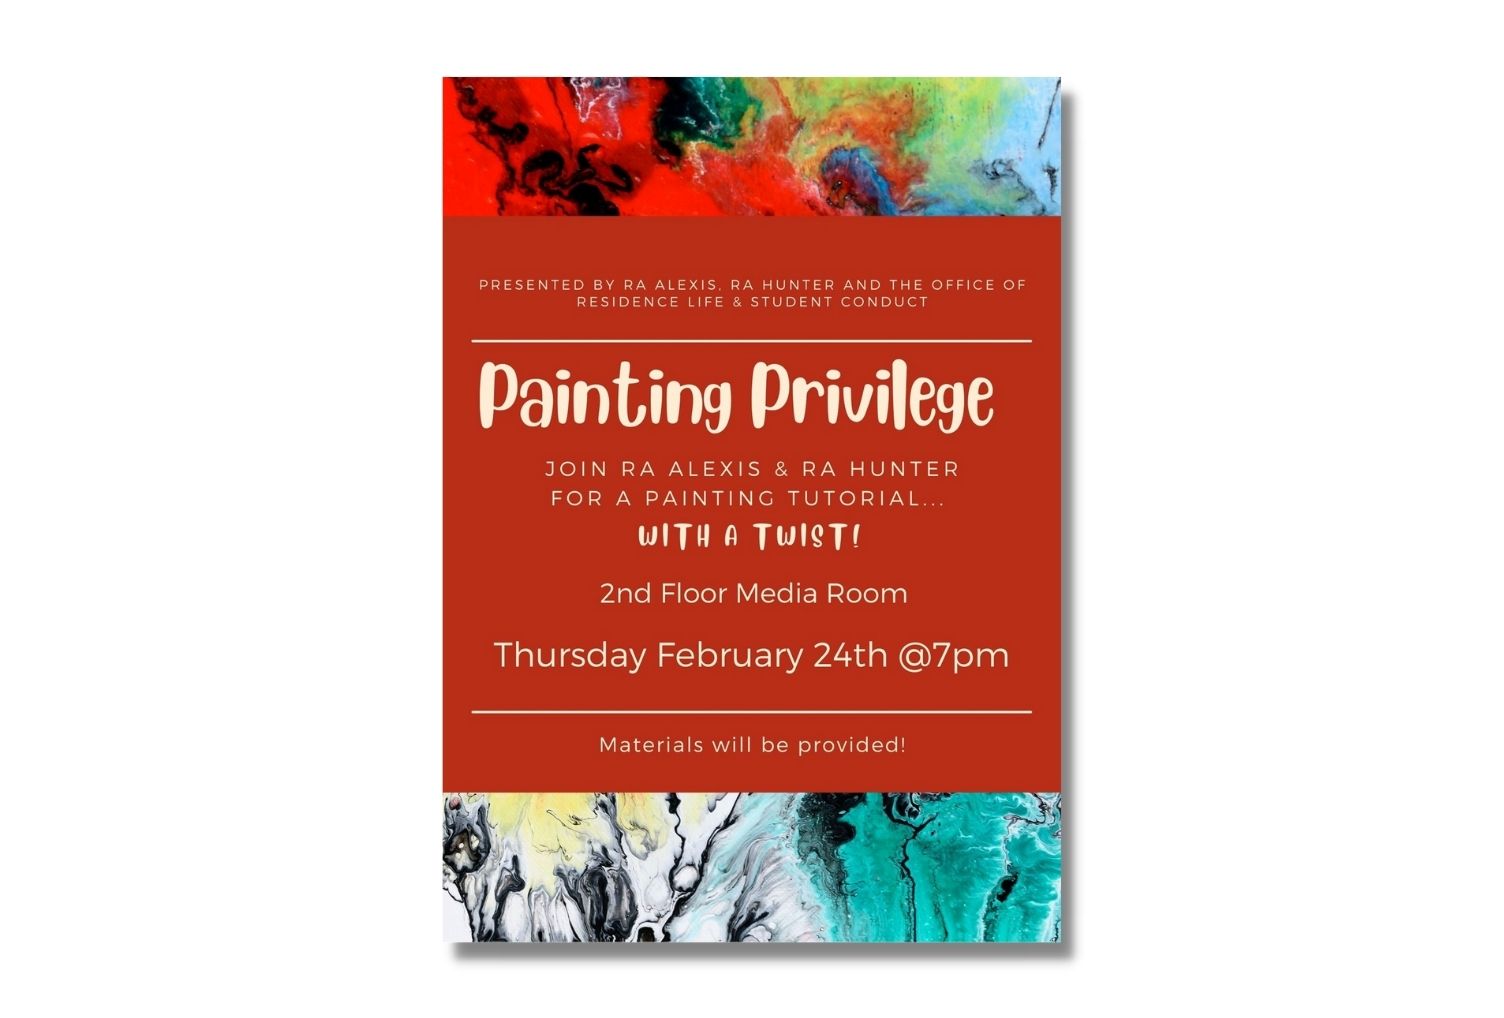 PRESENTED BY RA ALEXIS, RA HUNTER AND THE OFFICE OF
RESIDENCE LIFE & STUDENT CONDUCT
Painting Privilege
JOIN RA ALEXIS & RA HUNTER
FOR A PAINTING TUTORIAL...
WITH A TWIST!
2nd Floor Media Room
Thursday February 24th @7pm
Materials will be provided!